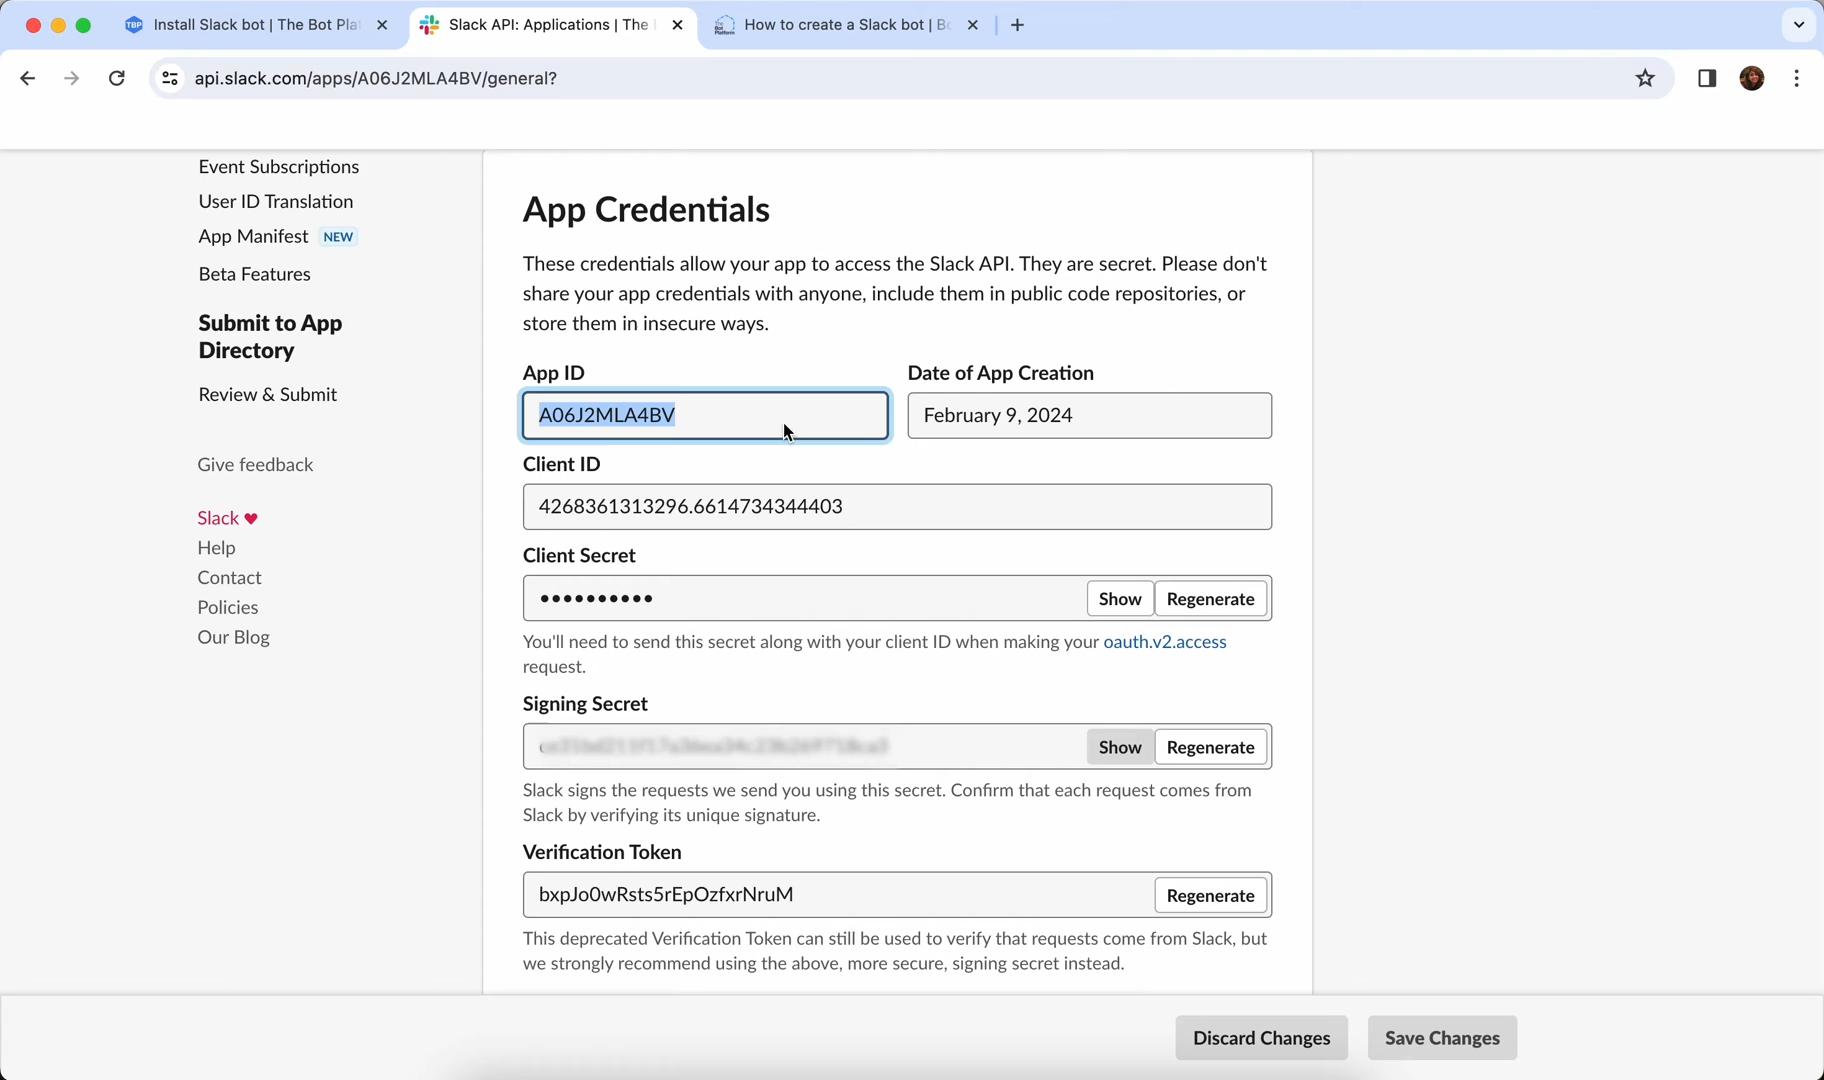 Install Slack bot | The Bot Pla
Slack API: Applications | The
How to create a Slack bot | Bo
api.slack.com/apps/A06J2MLA4BV/general?
Event Subscriptions
User ID Translation
App Manifest NEW
Beta Features
Submit to App
Directory
Review & Submit
Give feedback
Slack ♥
Help
Contact
Policies
Our Blog
App Credentials
These credentials allow your app to access the Slack API. They are secret. Please don't
share your app credentials with anyone, include them in public code repositories, or
store them in insecure ways.
App ID
Date of App Creation
A06J2MLA4BV
February 9, 2024
Client ID
4268361313296.6614734344403
Client Secret
••••••••••
Show Regenerate
You'll need to send this secret along with your client ID when making your oauth.v2.access
request.
Signing Secret
Show Regenerate
Slack signs the requests we send you using this secret. Confirm that each request comes from
Slack by verifying its unique signature.
Verification Token
bxpJo0wRsts5rEpOzfxrNruM
Regenerate
This deprecated Verification Token can still be used to verify that requests come from Slack, but
we strongly recommend using the above, more secure, signing secret instead.
Discard Changes
Save Changes